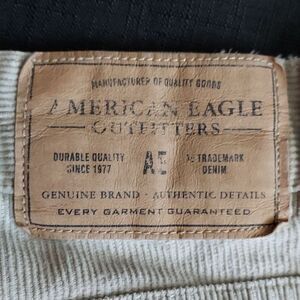 MANUFACTURER OF QUALITY GOODS
AMERICAN EAGLE
OUTFITTERS
DURABLE QUALITY
SINCE 1977
AE
TRADEMARK
DENIM
GENUINE BRAND · AUTHENTIC DETAILS
EVERY GARMENT GUARANTEED